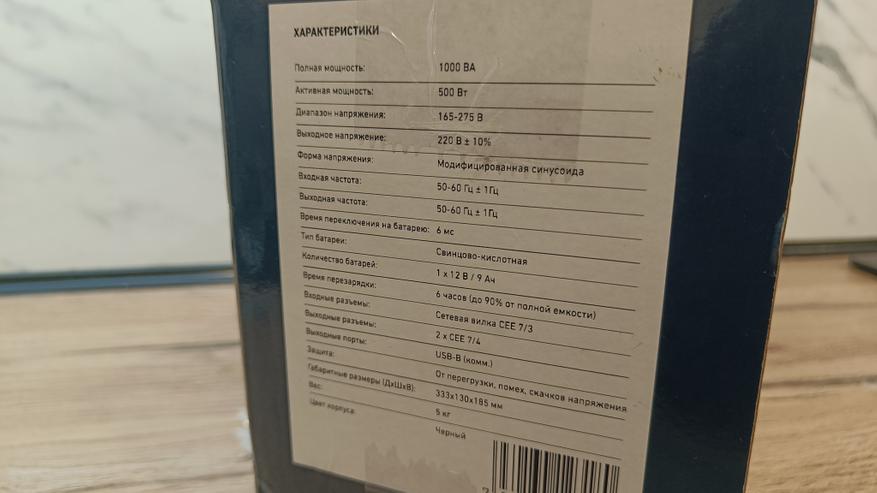 ХАРАКТЕРИСТИКИ
Полная мощность: 1000 ВА
Активная мощность: 500 Вт
Диапазон напряжения: 165-275 В
Выходное напряжение: 220 В ± 10%
Форма напряжения: Модифицированная синусоида
Входная частота: 50-60 Гц ± 1Гц
Выходная частота: 50-60 Гц ± 1Гц
Время переключения на батарею: 6 мс
Тип батареи: Свинцово-кислотная
Количество батарей: 1 x 12 В / 9 Ач
Время перезарядки: 6 часов (до 90% от полной емкости)
Входные разъемы: Сетевая вилка CEE 7/3
Выходные разъемы: 2 x CEE 7/4
Выходные порты: USB-B (комм.)
Защита: От перегрузки, помех, скачков напряжения
Габаритные размеры (ДхШхВ): 333х130х185 мм
Вес: 5 кг
Цвет корпуса: Черный